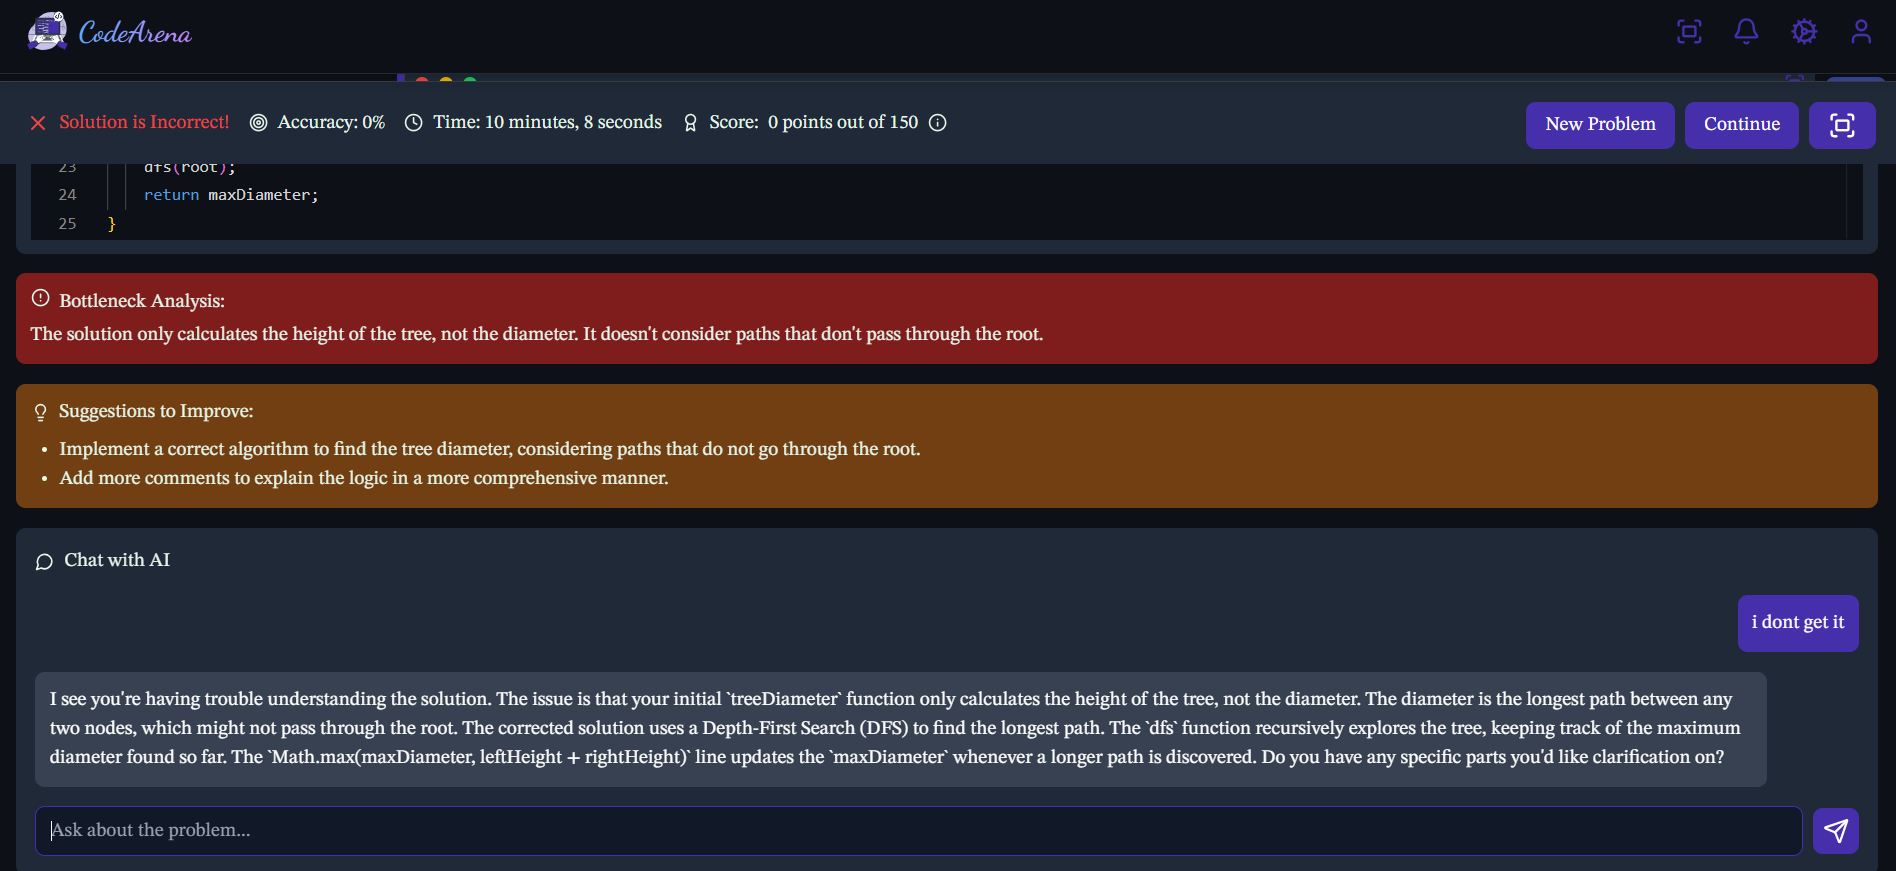 CodeArena
Solution is Incorrect! Accuracy: 0% Time: 10 minutes, 8 seconds Score: 0 points out of 150
New Problem Continue
23 dfs(root);
24 return maxDiameter;
25 }
Bottleneck Analysis:
The solution only calculates the height of the tree, not the diameter. It doesn't consider paths that don't pass through the root.
Suggestions to Improve:
• Implement a correct algorithm to find the tree diameter, considering paths that do not go through the root.
• Add more comments to explain the logic in a more comprehensive manner.
Chat with AI
i dont get it
I see you're having trouble understanding the solution. The issue is that your initial `treeDiameter` function only calculates the height of the tree, not the diameter. The diameter is the longest path between any
two nodes, which might not pass through the root. The corrected solution uses a Depth-First Search (DFS) to find the longest path. The `dfs` function recursively explores the tree, keeping track of the maximum
diameter found so far. The `Math.max(maxDiameter, leftHeight + rightHeight)` line updates the `maxDiameter` whenever a longer path is discovered. Do you have any specific parts you'd like clarification on?
Ask about the problem...